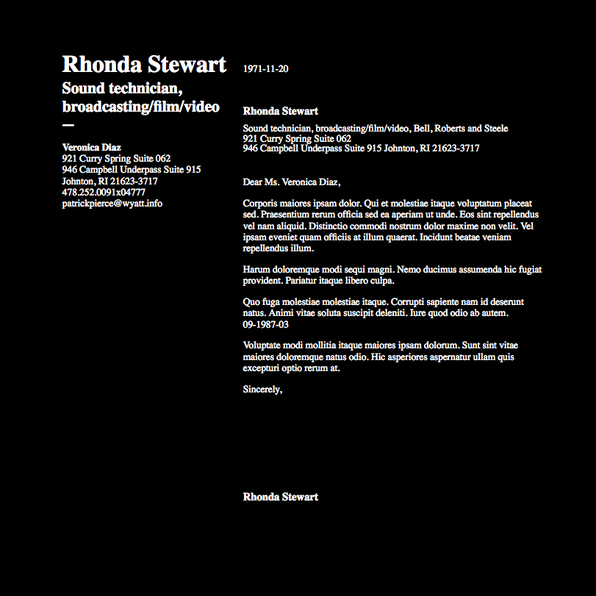 Rhonda Stewart
Sound technician,
broadcasting/film/video
Veronica Diaz
921 Curry Spring Suite 062
946 Campbell Underpass Suite 915
Johnton, RI 21623-3717
478.252.0091x04777
patrickpierce@wyatt.info
1971-11-20
Rhonda Stewart
Sound technician, broadcasting/film/video, Bell, Roberts and Steele
921 Curry Spring Suite 062
946 Campbell Underpass Suite 915 Johnton, RI 21623-3717
Dear Ms. Veronica Diaz,
Corporis maiores ipsam dolor. Qui et molestiae itaque voluptatum placeat
sed. Praesentium rerum officia sed ea aperiam ut unde. Eos sint repellendus
vel nam aliquid. Distinctio commodi nostrum dolor maxime non velit. Vel
ipsam eveniet quam officiis at illum quaerat. Incidunt beatae veniam
repellendus illum.
Harum doloremque modi sequi magni. Nemo ducimus assumenda hic fugiat
provident. Pariatur itaque libero culpa.
Quo fuga molestiae molestiae itaque. Corrupti sapiente nam id deserunt
natus. Animi vitae soluta suscipit deleniti. Iure quod odio ab autem.
09-1987-03
Voluptate modi mollitia itaque maiores ipsam dolorum. Sunt sint vitae
maiores doloremque natus odio. Hic asperiores aspernatur ullam quis
excepturi optio rerum at.
Sincerely,
Rhonda Stewart